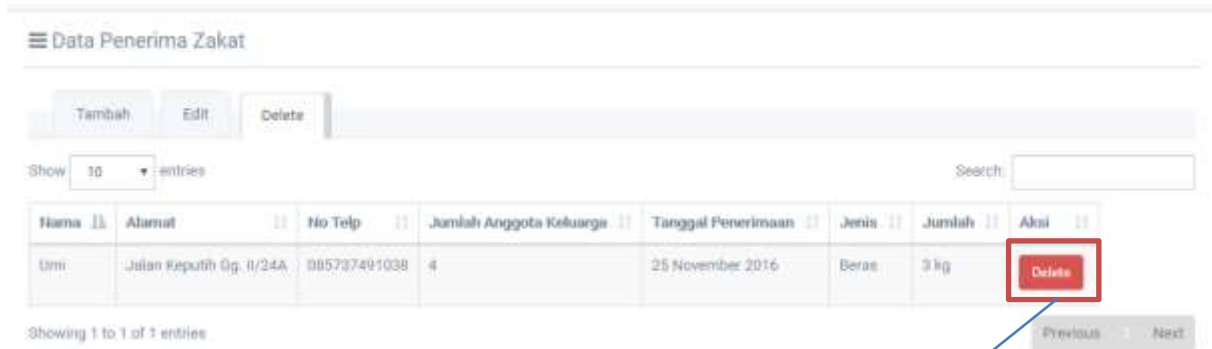 Data Penerima Zakat
Tambah Edit Delete
Show 10 entries Search:
Nama Alamat No Telp Jumlah Anggota Keluarga Tanggal Penerimaan Jenis Jumlah Aksi
Umi Jalan Keputih Gg. II/24A 085737491038 4 25 November 2016 Beras 3 kg Delete
Showing 1 to 1 of 1 entries Previous 1 Next